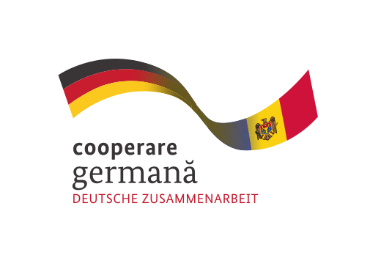 cooperare
germană
DEUTSCHE ZUSAMMENARBEIT